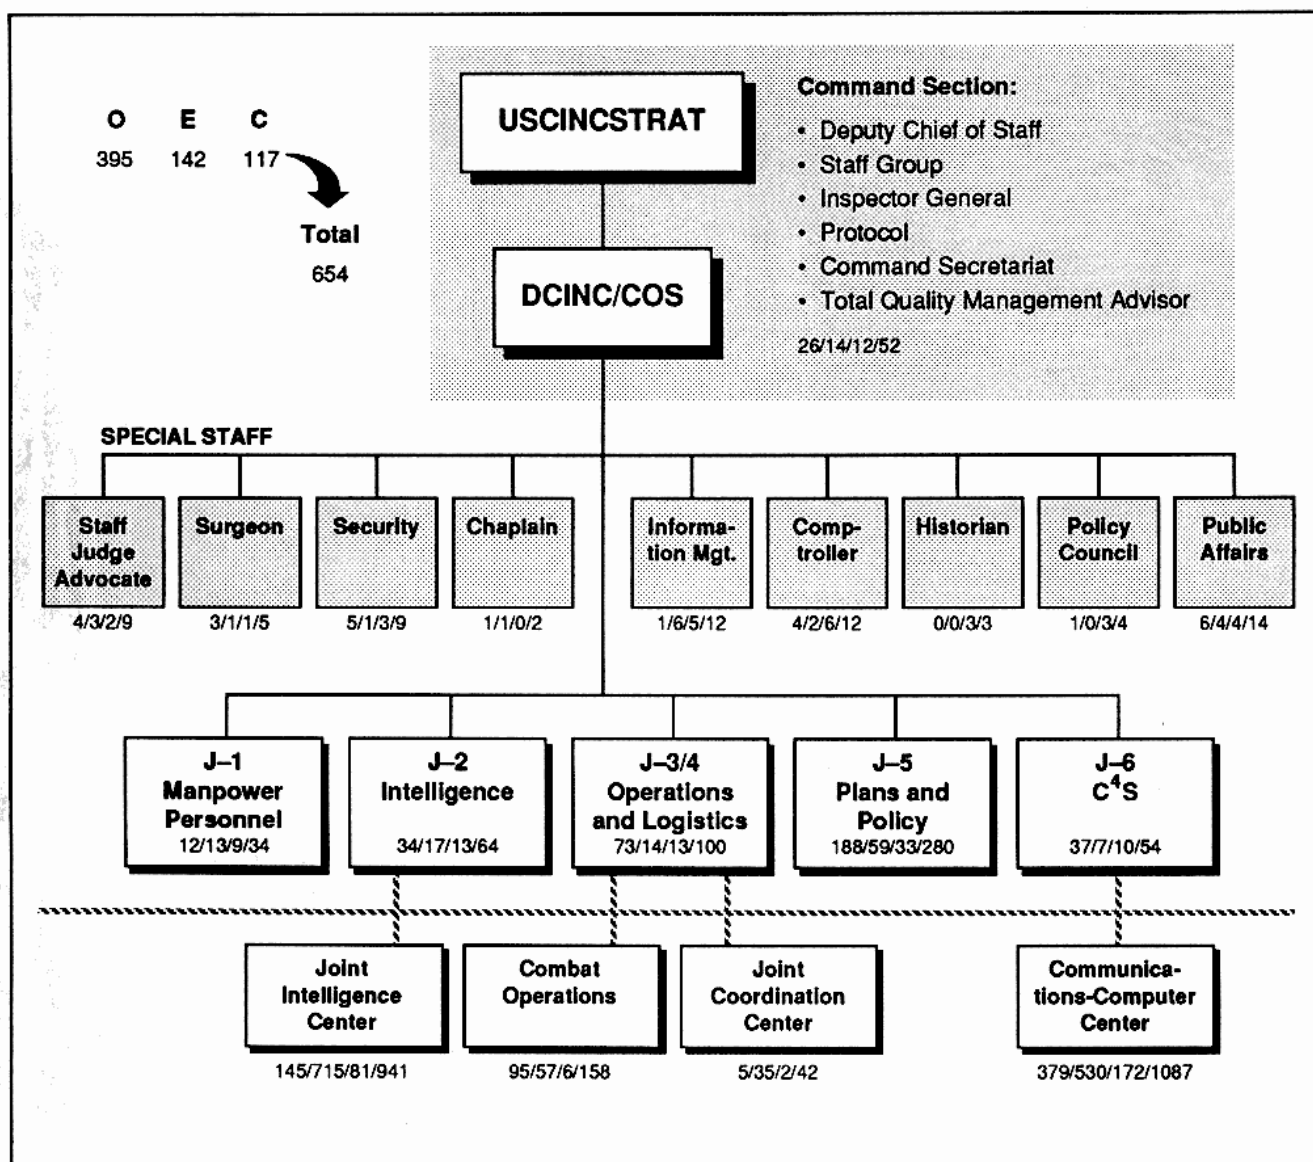 O E C
395 142 117
Total
654
USCINCSTRAT
DCINC/COS
Command Section:
• Deputy Chief of Staff
• Staff Group
• Inspector General
• Protocol
• Command Secretariat
• Total Quality Management Advisor
26/14/12/52
SPECIAL STAFF
Staff
Judge
Advocate
4/3/2/9
Surgeon
3/1/1/5
Security
5/1/3/9
Chaplain
1/1/0/2
Informa-
tion Mgt.
1/6/5/12
Comp-
troller
4/2/6/12
Historian
0/0/3/3
Policy
Council
1/0/3/4
Public
Affairs
6/4/4/14
J–1
Manpower
Personnel
12/13/9/34
J–2
Intelligence
34/17/13/64
J–3/4
Operations
and Logistics
73/14/13/100
J–5
Plans and
Policy
188/59/33/280
J–6
C⁴S
37/7/10/54
Joint
Intelligence
Center
145/715/81/941
Combat
Operations
95/57/6/158
Joint
Coordination
Center
5/35/2/42
Communica-
tions-Computer
Center
379/530/172/1087